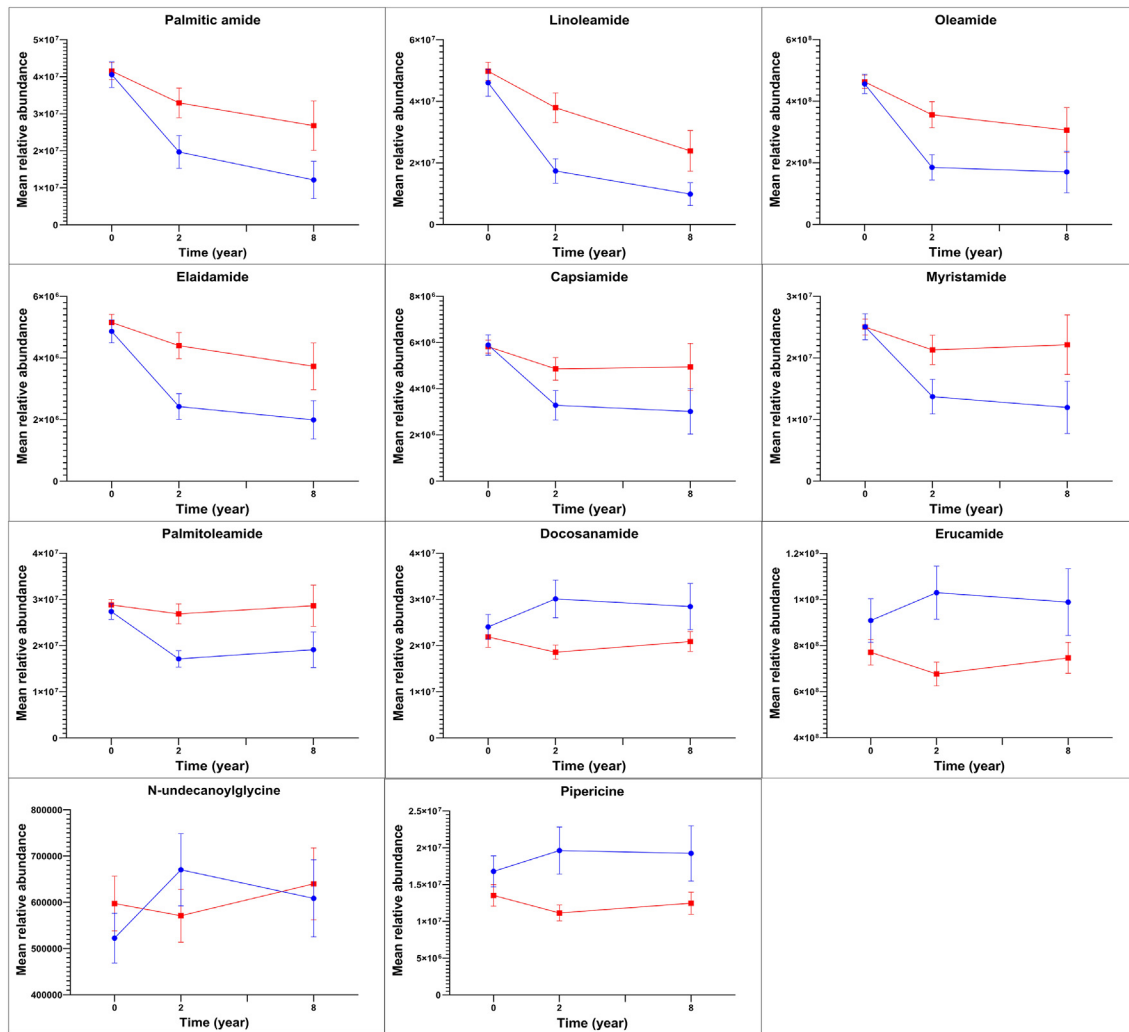 Palmitic amide
Mean relative abundance
5×10⁷
4×10⁷
3×10⁷
2×10⁷
1×10⁷
0
0 2 8
Time (year)
Linoleamide
Mean relative abundance
6×10⁷
4×10⁷
2×10⁷
0
0 2 8
Time (year)
Oleamide
Mean relative abundance
6×10⁸
4×10⁸
2×10⁸
0
0 2 8
Time (year)
Elaidamide
Mean relative abundance
6×10⁶
4×10⁶
2×10⁶
0
0 2 8
Time (year)
Capsiamide
Mean relative abundance
8×10⁶
6×10⁶
4×10⁶
2×10⁶
0
0 2 8
Time (year)
Myristamide
Mean relative abundance
3×10⁷
2×10⁷
1×10⁷
0
0 2 8
Time (year)
Palmitoleamide
Mean relative abundance
4×10⁷
3×10⁷
2×10⁷
1×10⁷
0
0 2 8
Time (year)
Docosanamide
Mean relative abundance
4×10⁷
3×10⁷
2×10⁷
1×10⁷
0
0 2 8
Time (year)
Erucamide
Mean relative abundance
1.2×10⁹
1×10⁹
8×10⁸
6×10⁸
4×10⁸
0 2 8
Time (year)
N-undecanoylglycine
Mean relative abundance
800000
700000
600000
500000
400000
0 2 8
Time (year)
Pipericine
Mean relative abundance
2.5×10⁷
2×10⁷
1.5×10⁷
1×10⁷
5×10⁶
0
0 2 8
Time (year)